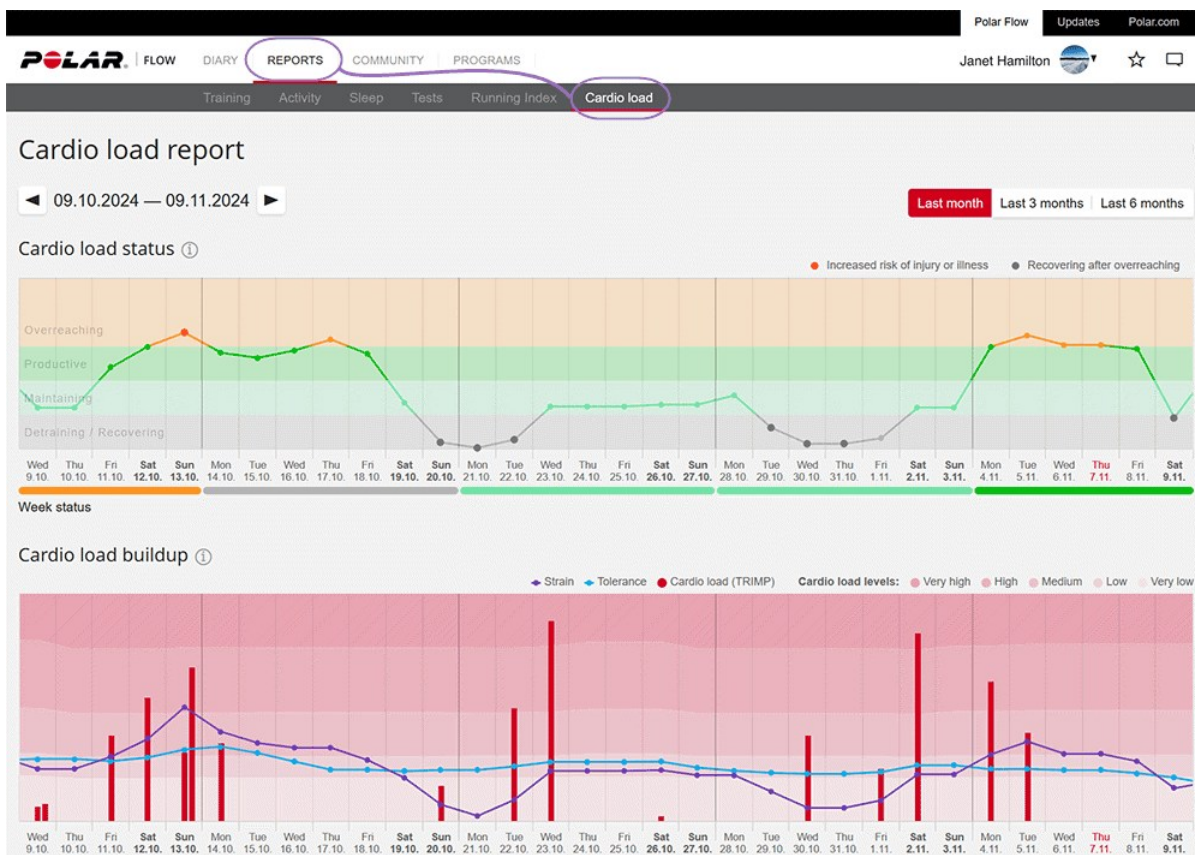 Polar Flow Updates Polar.com
POLAR. FLOW DIARY REPORTS COMMUNITY PROGRAMS Janet Hamilton
Training Activity Sleep Tests Running Index Cardio load
Cardio load report
09.10.2024 — 09.11.2024 Last month Last 3 months Last 6 months
Cardio load status
Increased risk of injury or illness Recovering after overreaching
Overreaching
Productive
Maintaining
Detraining / Recovering
Wed Thu Fri Sat Sun Mon Tue Wed Thu Fri Sat Sun Mon Tue Wed Thu Fri Sat Sun Mon Tue Wed Thu Fri Sat Sun Mon Tue Wed Thu Fri Sat
9.10. 10.10. 11.10. 12.10. 13.10. 14.10. 15.10. 16.10. 17.10. 18.10. 19.10. 20.10. 21.10. 22.10. 23.10. 24.10. 25.10. 26.10. 27.10. 28.10. 29.10. 30.10. 31.10. 1.11. 2.11. 3.11. 4.11. 5.11. 6.11. 7.11. 8.11. 9.11.
Week status
Cardio load buildup
Strain Tolerance Cardio load (TRIMP) Cardio load levels: Very high High Medium Low Very low
Wed Thu Fri Sat Sun Mon Tue Wed Thu Fri Sat Sun Mon Tue Wed Thu Fri Sat Sun Mon Tue Wed Thu Fri Sat Sun Mon Tue Wed Thu Fri Sat
9.10. 10.10. 11.10. 12.10. 13.10. 14.10. 15.10. 16.10. 17.10. 18.10. 19.10. 20.10. 21.10. 22.10. 23.10. 24.10. 25.10. 26.10. 27.10. 28.10. 29.10. 30.10. 31.10. 1.11. 2.11. 3.11. 4.11. 5.11. 6.11. 7.11. 8.11. 9.11.